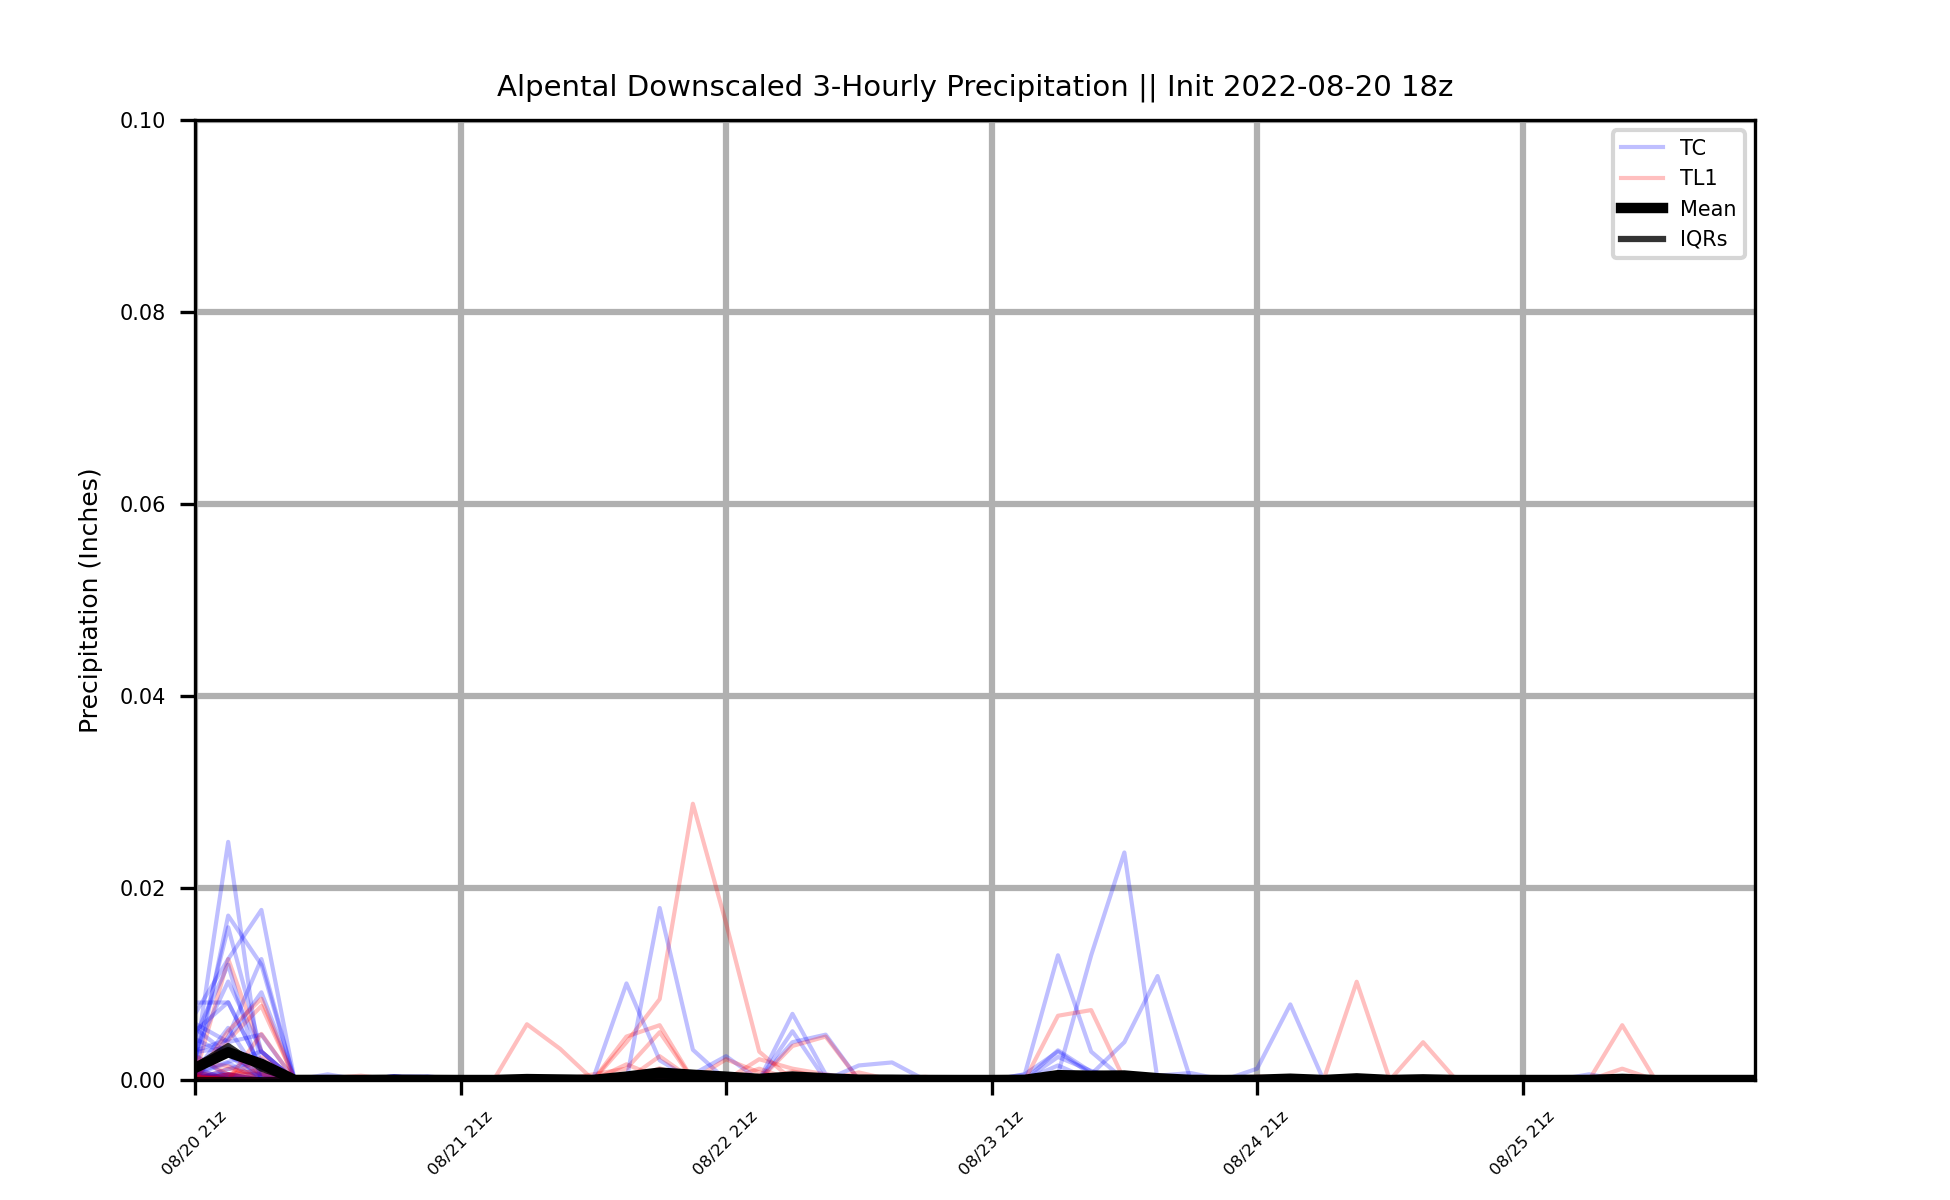 Alpental Downscaled 3-Hourly Precipitation || Init 2022-08-20 18z
TC
TL1
Mean
IQRs
Precipitation (Inches)
0.10
0.08
0.06
0.04
0.02
0.00
08/20 21z
08/21 21z
08/22 21z
08/23 21z
08/24 21z
08/25 21z